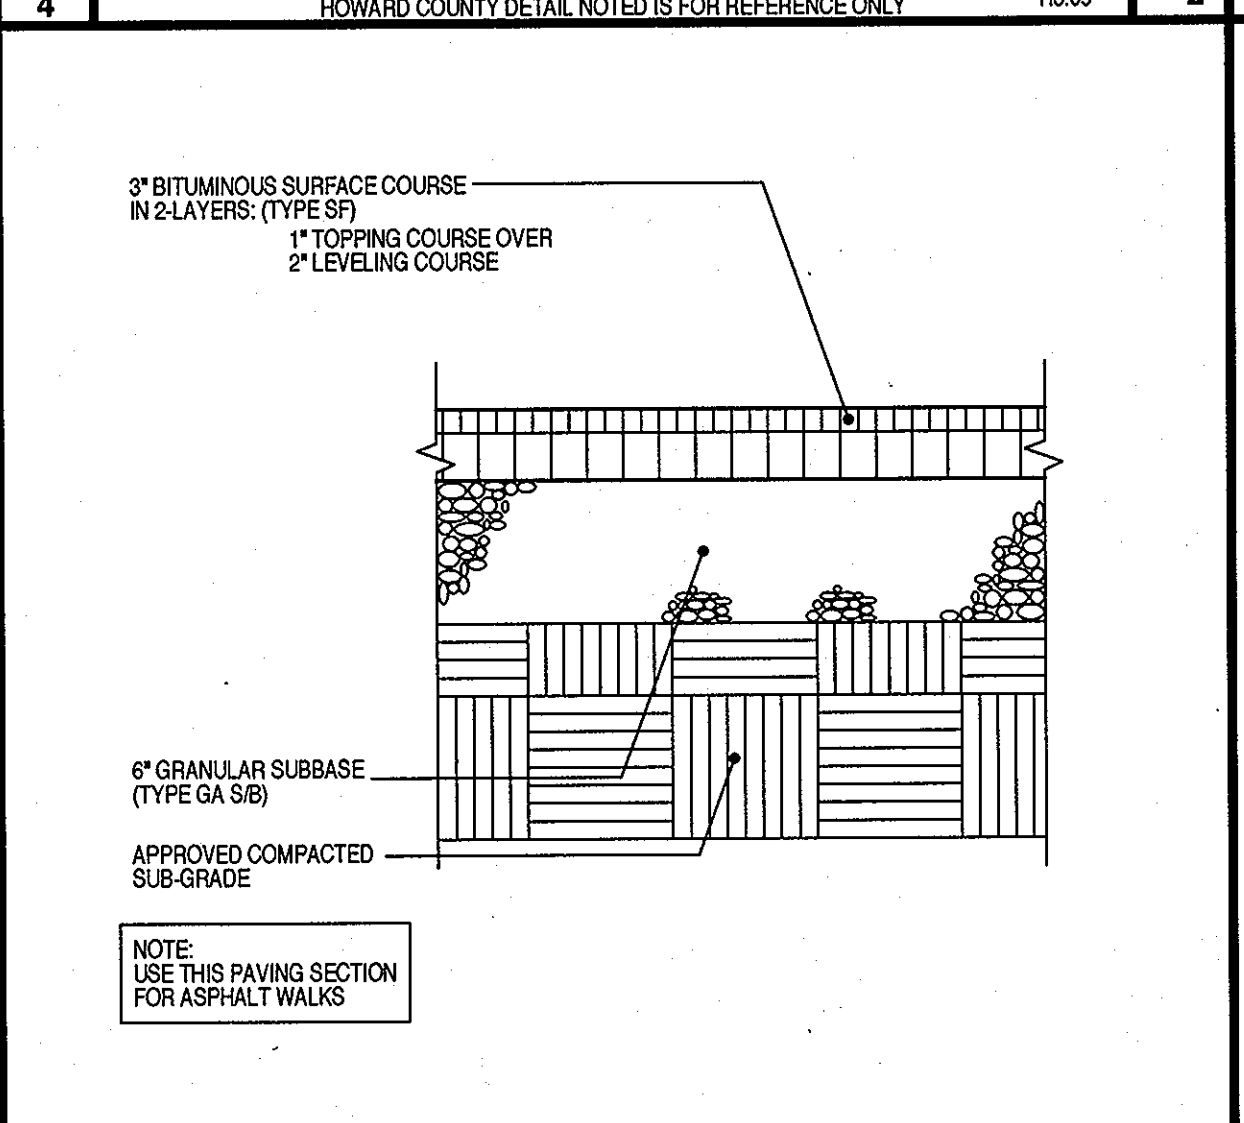 4
HOWARD COUNTY DETAIL NOTED IS FOR REFERENCE ONLY
3" BITUMINOUS SURFACE COURSE
IN 2-LAYERS: (TYPE SF)
1" TOPPING COURSE OVER
2" LEVELING COURSE
6" GRANULAR SUBBASE
(TYPE GA S/B)
APPROVED COMPACTED
SUB-GRADE
NOTE:
USE THIS PAVING SECTION
FOR ASPHALT WALKS